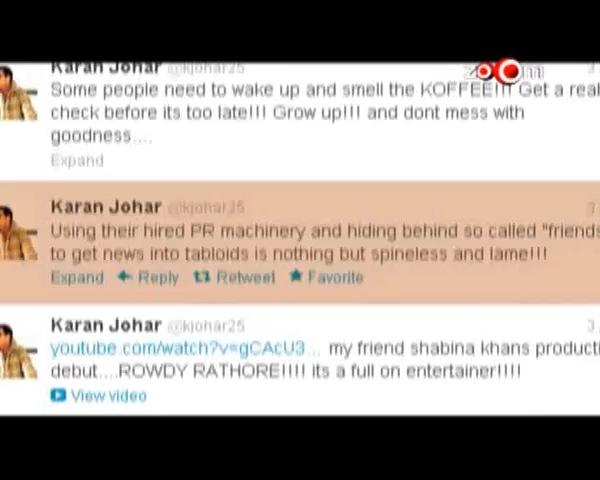 Karan Johar @kjohar25
zoom
Some people need to wake up and smell the KOFFEE!!! Get a real
check before its too late!!! Grow up!!! and dont mess with
goodness....
Expand
Karan Johar @kjohar25
3
Using their hired PR machinery and hiding behind so called "friends
to get news into tabloids is nothing but spineless and lame!!!
Expand Reply Retweet Favorite
Karan Johar @kjohar25
3
youtube.com/watch?v=gCAcU3... my friend shabina khans producti
debut....ROWDY RATHORE!!!! its a full on entertainer!!!!
View video